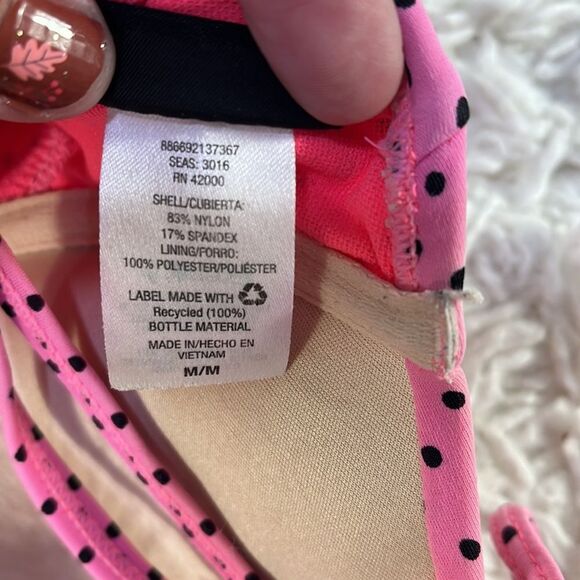 886692137367
SEAS: 3016
RN 42000
SHELL/CUBIERTA:
83% NYLON
17% SPANDEX
LINING/FORRO:
100% POLYESTER/POLIÉSTER
LABEL MADE WITH
Recycled (100%)
BOTTLE MATERIAL
MADE IN/HECHO EN
VIETNAM
M/M